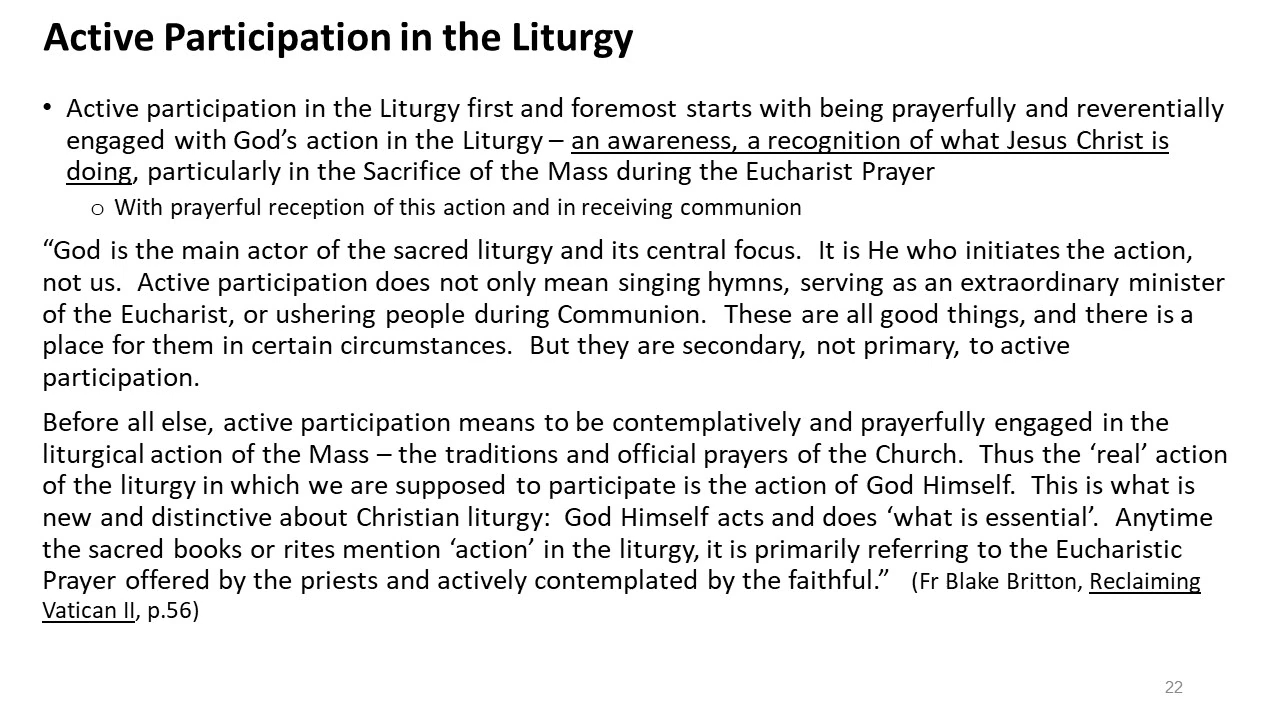 Active Participation in the Liturgy
• Active participation in the Liturgy first and foremost starts with being prayerfully and reverentially
engaged with God’s action in the Liturgy – an awareness, a recognition of what Jesus Christ is
doing, particularly in the Sacrifice of the Mass during the Eucharist Prayer
o With prayerful reception of this action and in receiving communion
“God is the main actor of the sacred liturgy and its central focus.  It is He who initiates the action,
not us.  Active participation does not only mean singing hymns, serving as an extraordinary minister
of the Eucharist, or ushering people during Communion.  These are all good things, and there is a
place for them in certain circumstances.  But they are secondary, not primary, to active
participation.
Before all else, active participation means to be contemplatively and prayerfully engaged in the
liturgical action of the Mass – the traditions and official prayers of the Church.  Thus the ‘real’ action
of the liturgy in which we are supposed to participate is the action of God Himself.  This is what is
new and distinctive about Christian liturgy:  God Himself acts and does ‘what is essential’.  Anytime
the sacred books or rites mention ‘action’ in the liturgy, it is primarily referring to the Eucharistic
Prayer offered by the priests and actively contemplated by the faithful.”   (Fr Blake Britton, Reclaiming
Vatican II, p.56)
22